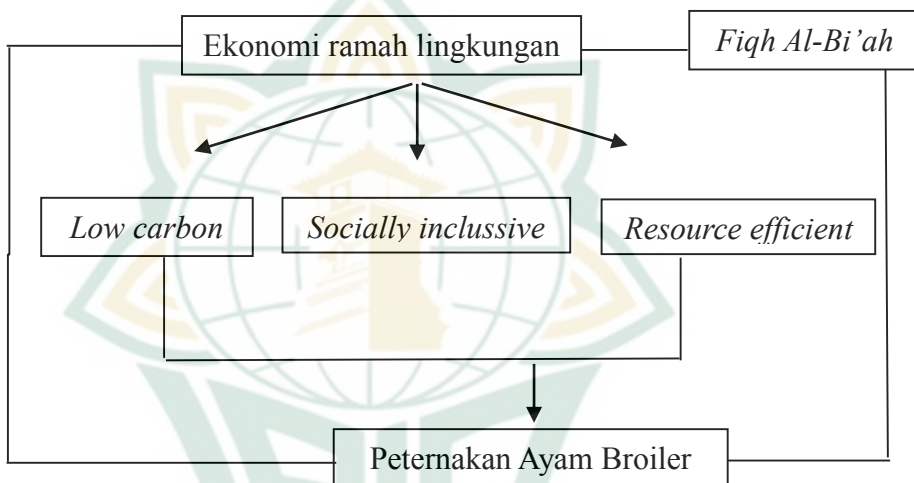 Ekonomi ramah lingkungan
Fiqh Al-Bi’ah
Low carbon
Socially inclussive
Resource efficient
Peternakan Ayam Broiler